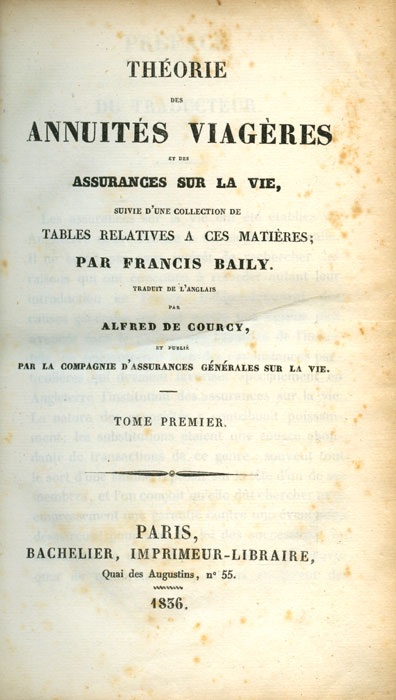 THÉORIE
DES
ANNUITÉS VIAGÈRES
ET DES
ASSURANCES SUR LA VIE,
SUIVIE D'UNE COLLECTION DE
TABLES RELATIVES A CES MATIÈRES;
PAR FRANCIS BAILY.
TRADUIT DE L'ANGLAIS
PAR
ALFRED DE COURCY,
ET PUBLIÉ
PAR LA COMPAGNIE D'ASSURANCES GÉNÉRALES SUR LA VIE.
TOME PREMIER.
PARIS,
BACHELIER, IMPRIMEUR-LIBRAIRE,
Quai des Augustins, nº 55.
1836.